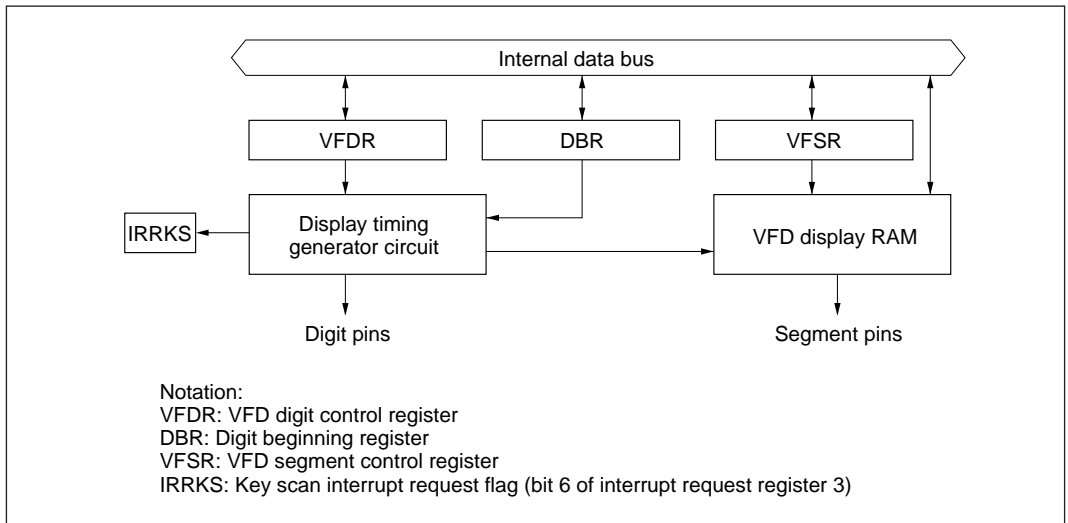 Internal data bus
VFDR
DBR
VFSR
IRRKS
Display timing
generator circuit
VFD display RAM
Digit pins
Segment pins
Notation:
VFDR: VFD digit control register
DBR: Digit beginning register
VFSR: VFD segment control register
IRRKS: Key scan interrupt request flag (bit 6 of interrupt request register 3)